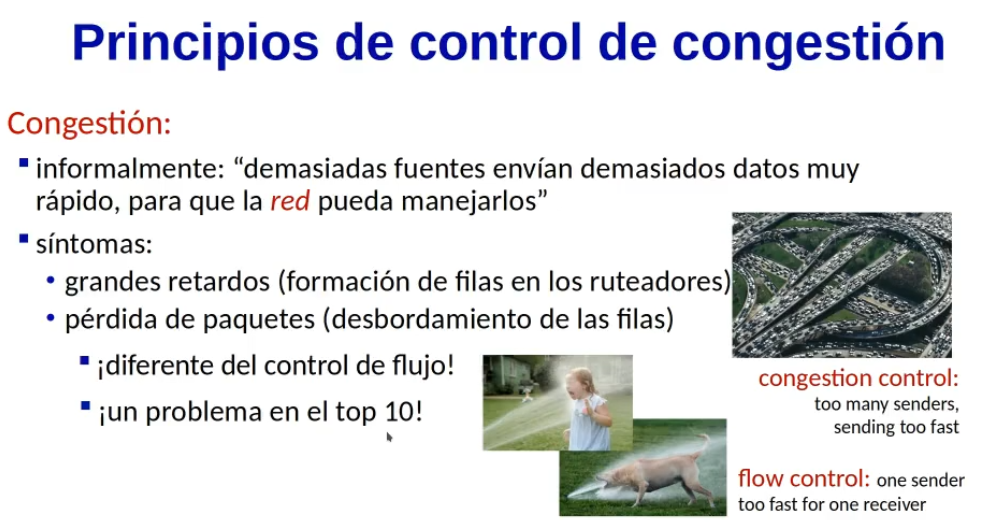 Principios de control de congestión
Congestión:
informalmente: “demasiadas fuentes envían demasiados datos muy
rápido, para que la red pueda manejarlos”
síntomas:
grandes retardos (formación de filas en los ruteadores)
pérdida de paquetes (desbordamiento de las filas)
¡diferente del control de flujo!
¡un problema en el top 10!
congestion control:
too many senders,
sending too fast
flow control: one sender
too fast for one receiver